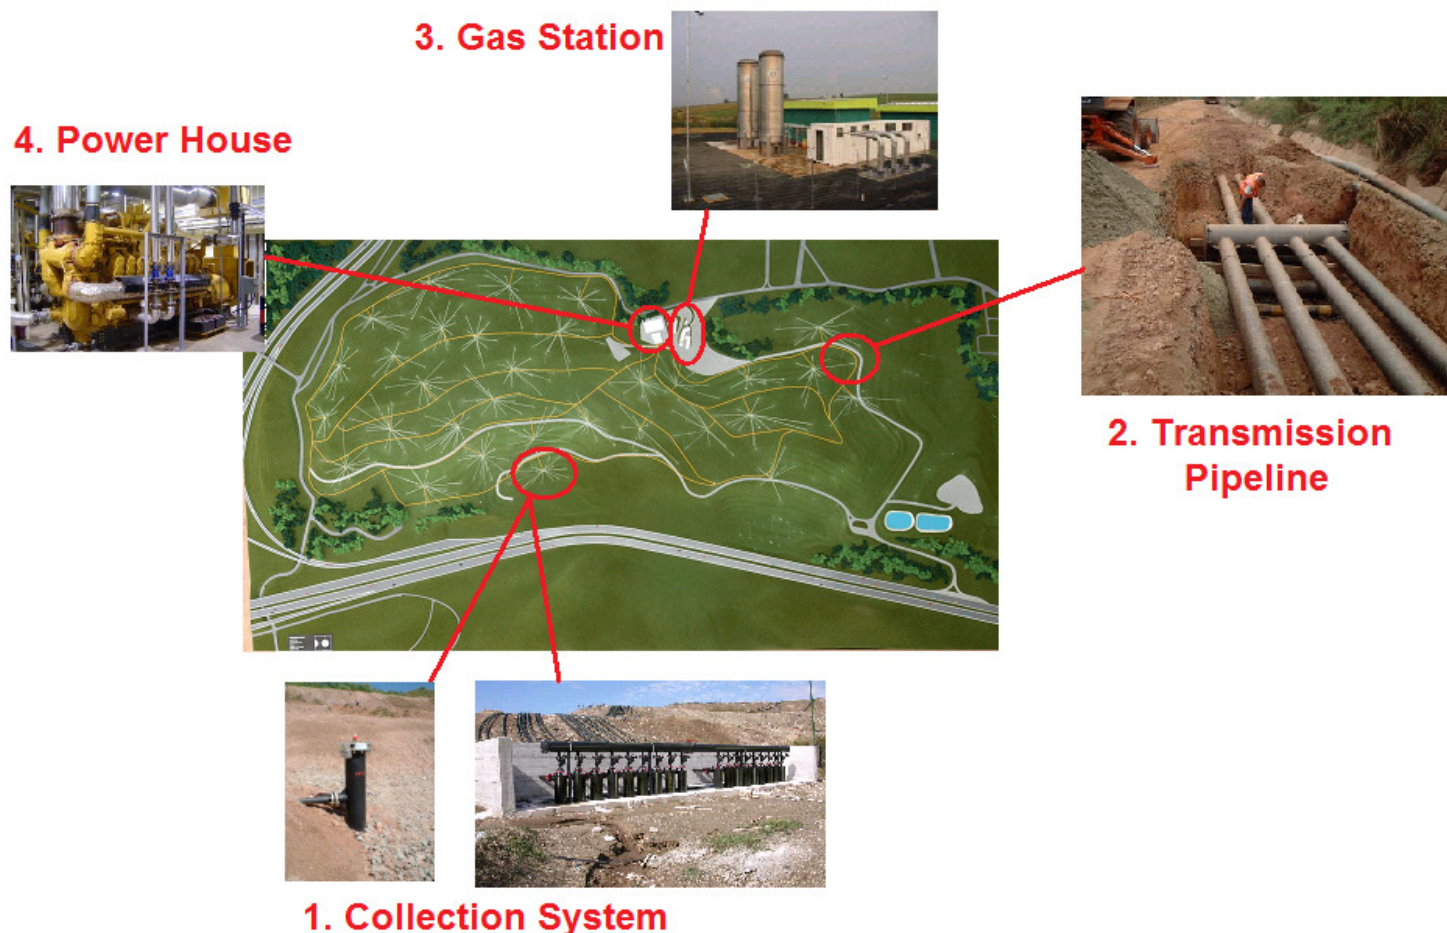 3. Gas Station
4. Power House
2. Transmission
Pipeline
1. Collection System